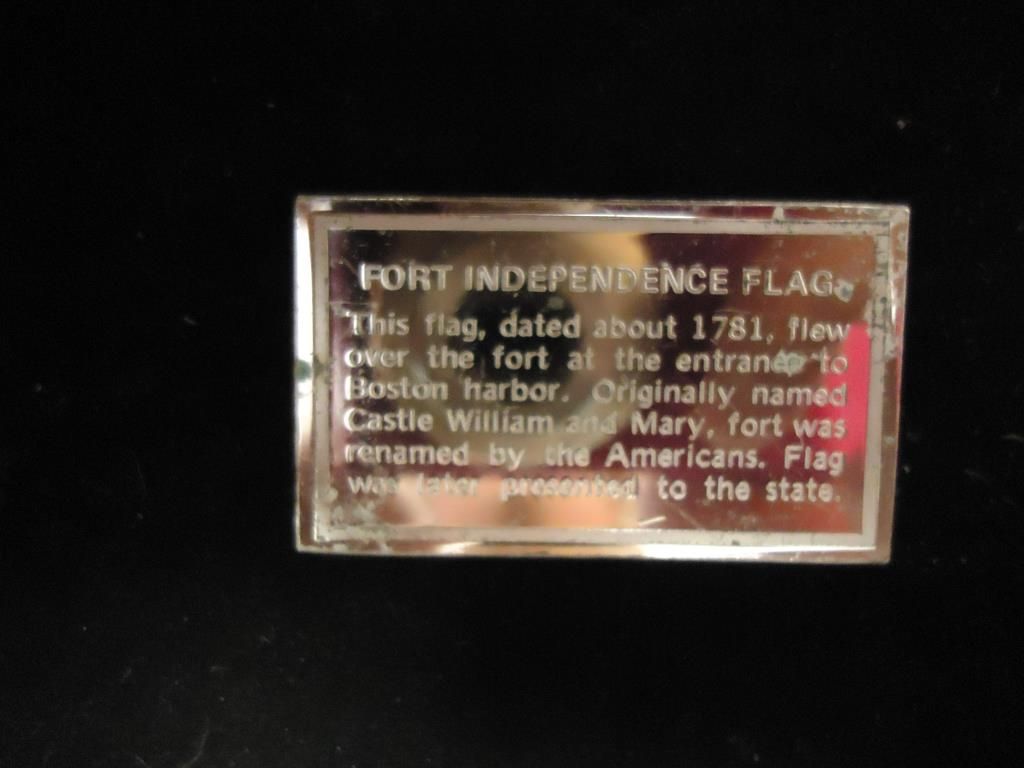 FORT INDEPENDENCE FLAG
This flag, dated about 1781, flew
over the fort at the entrance to
Boston harbor. Originally named
Castle William and Mary, fort was
renamed by the Americans. Flag
was later presented to the state.